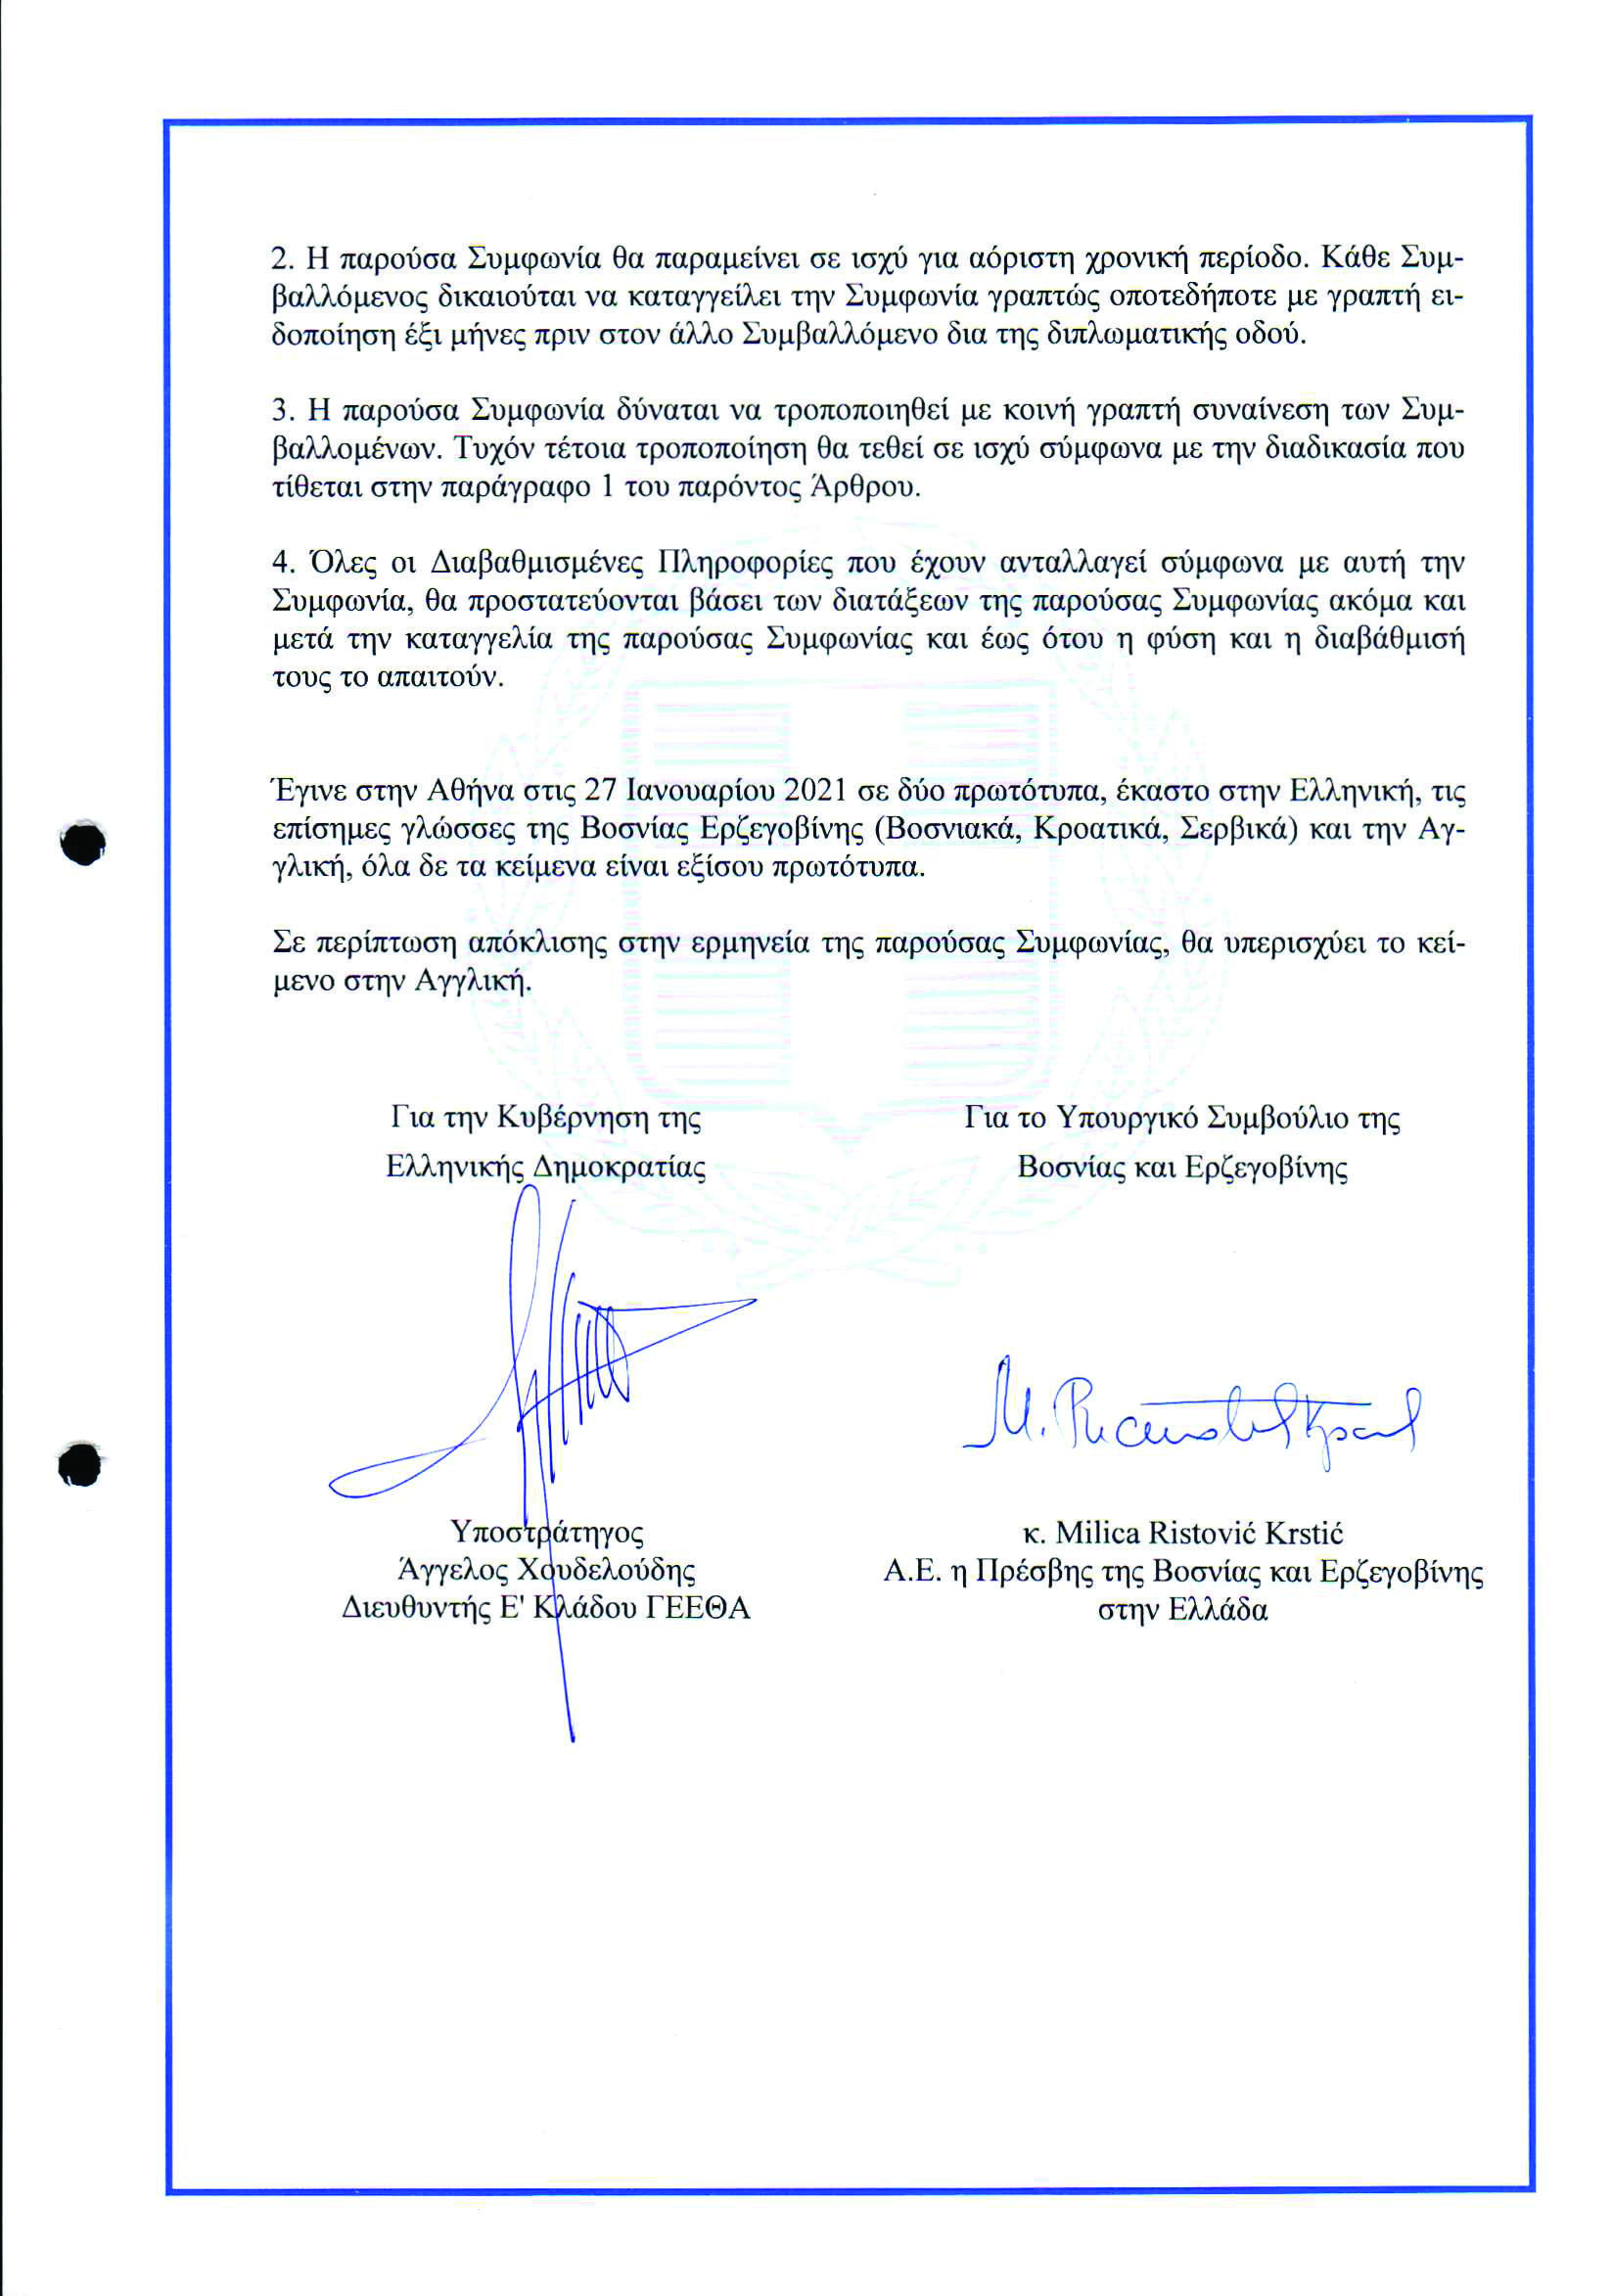 2. Η παρούσα Συμφωνία θα παραμείνει σε ισχύ για αόριστη χρονική περίοδο. Κάθε Συμ-
βαλλόμενος δικαιούται να καταγγείλει την Συμφωνία γραπτώς οποτεδήποτε με γραπτή ει-
δοποίηση έξι μήνες πριν στον άλλο Συμβαλλόμενο δια της διπλωματικής οδού.
3. Η παρούσα Συμφωνία δύναται να τροποποιηθεί με κοινή γραπτή συναίνεση των Συμ-
βαλλομένων. Τυχόν τέτοια τροποποίηση θα τεθεί σε ισχύ σύμφωνα με την διαδικασία που
τίθεται στην παράγραφο 1 του παρόντος Άρθρου.
4. Όλες οι Διαβαθμισμένες Πληροφορίες που έχουν ανταλλαγεί σύμφωνα με αυτή την
Συμφωνία, θα προστατεύονται βάσει των διατάξεων της παρούσας Συμφωνίας ακόμα και
μετά την καταγγελία της παρούσας Συμφωνίας και έως ότου η φύση και η διαβάθμισή
τους το απαιτούν.
Έγινε στην Αθήνα στις 27 Ιανουαρίου 2021 σε δύο πρωτότυπα, έκαστο στην Ελληνική, τις
επίσημες γλώσσες της Βοσνίας Ερζεγοβίνης (Βοσνιακά, Κροατικά, Σερβικά) και την Αγ-
γλική, όλα δε τα κείμενα είναι εξίσου πρωτότυπα.
Σε περίπτωση απόκλισης στην ερμηνεία της παρούσας Συμφωνίας, θα υπερισχύει το κεί-
μενο στην Αγγλική.
Για την Κυβέρνηση της
Ελληνικής Δημοκρατίας
Για το Υπουργικό Συμβούλιο της
Βοσνίας και Ερζεγοβίνης
Υποστράτηγος
Άγγελος Χουδελούδης
Διευθυντής Ε' Κλάδου ΓΕΕΘΑ
κ. Milica Ristović Krstić
Α.Ε. η Πρέσβης της Βοσνίας και Ερζεγοβίνης
στην Ελλάδα